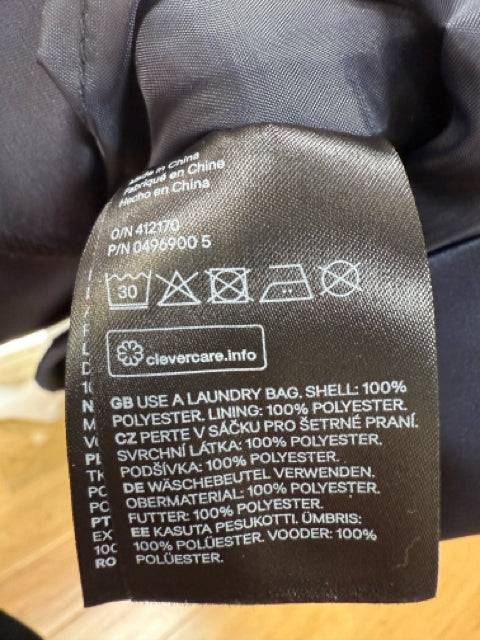 Made in China
Fabriqué en Chine
Hecho en China
O/N 412170
P/N 0496900 5
30
clevercare.info
GB USE A LAUNDRY BAG. SHELL: 100%
POLYESTER. LINING: 100% POLYESTER.
CZ PERTE V SÁČKU PRO ŠETRNÉ PRANÍ.
SVRCHNÍ LÁTKA: 100% POLYESTER.
PODŠÍVKA: 100% POLYESTER.
DE WÄSCHEBEUTEL VERWENDEN.
OBERMATERIAL: 100% POLYESTER.
FUTTER: 100% POLYESTER.
EE KASUTA PESUKOTTI. ÜMBRIS:
100% POLÜESTER. VOODER: 100%
POLÜESTER.